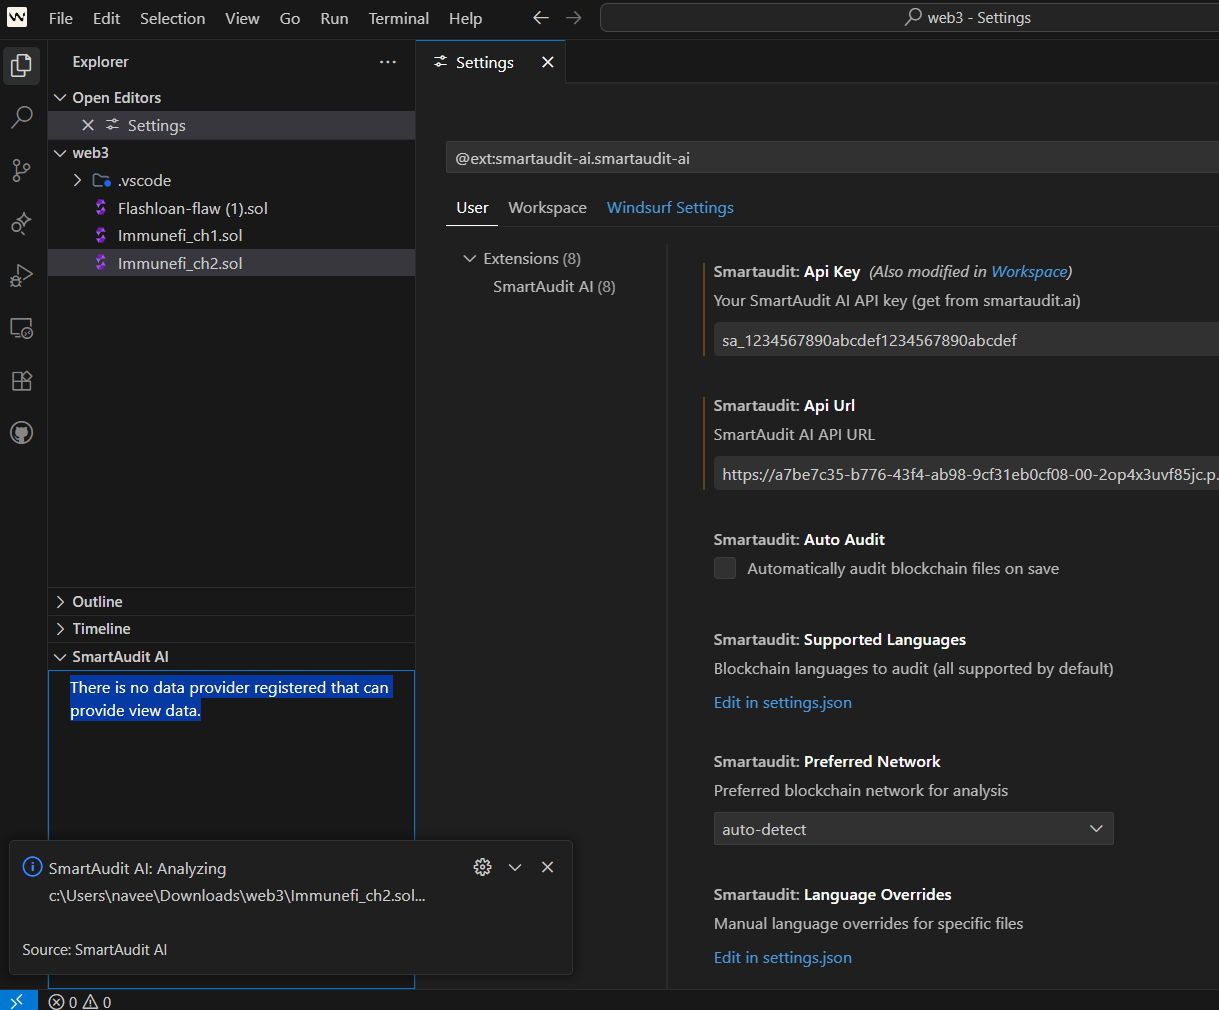 File Edit Selection View Go Run Terminal Help
web3 - Settings
Explorer
Open Editors
Settings
web3
.vscode
Flashloan-flaw (1).sol
Immunefi_ch1.sol
Immunefi_ch2.sol
Outline
Timeline
SmartAudit AI
There is no data provider registered that can
provide view data.
SmartAudit AI: Analyzing
c:\Users\navee\Downloads\web3\Immunefi_ch2.sol...
Source: SmartAudit AI
0 0
Settings
@ext:smartaudit-ai.smartaudit-ai
User Workspace Windsurf Settings
Extensions (8)
SmartAudit AI (8)
Smartaudit: Api Key (Also modified in Workspace)
Your SmartAudit AI API key (get from smartaudit.ai)
sa_1234567890abcdef1234567890abcdef
Smartaudit: Api Url
SmartAudit AI API URL
https://a7be7c35-b776-43f4-ab98-9cf31eb0cf08-00-2op4x3uvf85jc.p.
Smartaudit: Auto Audit
Automatically audit blockchain files on save
Smartaudit: Supported Languages
Blockchain languages to audit (all supported by default)
Edit in settings.json
Smartaudit: Preferred Network
Preferred blockchain network for analysis
auto-detect
Smartaudit: Language Overrides
Manual language overrides for specific files
Edit in settings.json